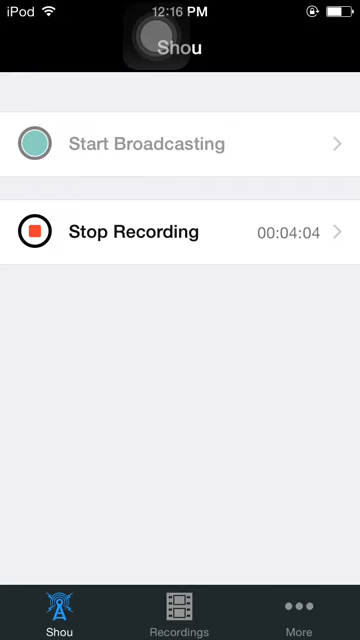 iPod 12:16 PM
Shou
Start Broadcasting
Stop Recording 00:04:04
Shou Recordings More